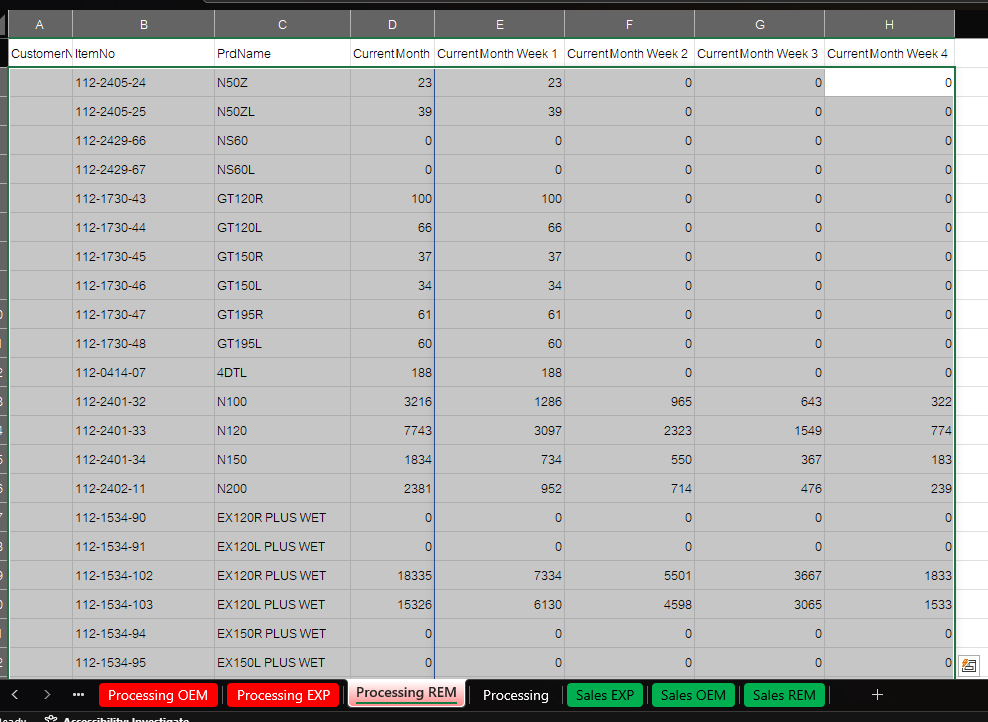 A B C D E F G H
CustomerN ItemNo PrdName CurrentMonth CurrentMonth Week 1 CurrentMonth Week 2 CurrentMonth Week 3 CurrentMonth Week 4
112-2405-24 N50Z 23 23 0 0 0
112-2405-25 N50ZL 39 39 0 0 0
112-2429-66 NS60 0 0 0 0 0
112-2429-67 NS60L 0 0 0 0 0
112-1730-43 GT120R 100 100 0 0 0
112-1730-44 GT120L 66 66 0 0 0
112-1730-45 GT150R 37 37 0 0 0
112-1730-46 GT150L 34 34 0 0 0
112-1730-47 GT195R 61 61 0 0 0
112-1730-48 GT195L 60 60 0 0 0
112-0414-07 4DTL 188 188 0 0 0
112-2401-32 N100 3216 1286 965 643 322
112-2401-33 N120 7743 3097 2323 1549 774
112-2401-34 N150 1834 734 550 367 183
112-2402-11 N200 2381 952 714 476 239
112-1534-90 EX120R PLUS WET 0 0 0 0 0
112-1534-91 EX120L PLUS WET 0 0 0 0 0
112-1534-102 EX120R PLUS WET 18335 7334 5501 3667 1833
112-1534-103 EX120L PLUS WET 15326 6130 4598 3065 1533
112-1534-94 EX150R PLUS WET 0 0 0 0 0
112-1534-95 EX150L PLUS WET 0 0 0 0 0
Processing OEM Processing EXP Processing REM Processing Sales EXP Sales OEM Sales REM
Accessibility: Investigate